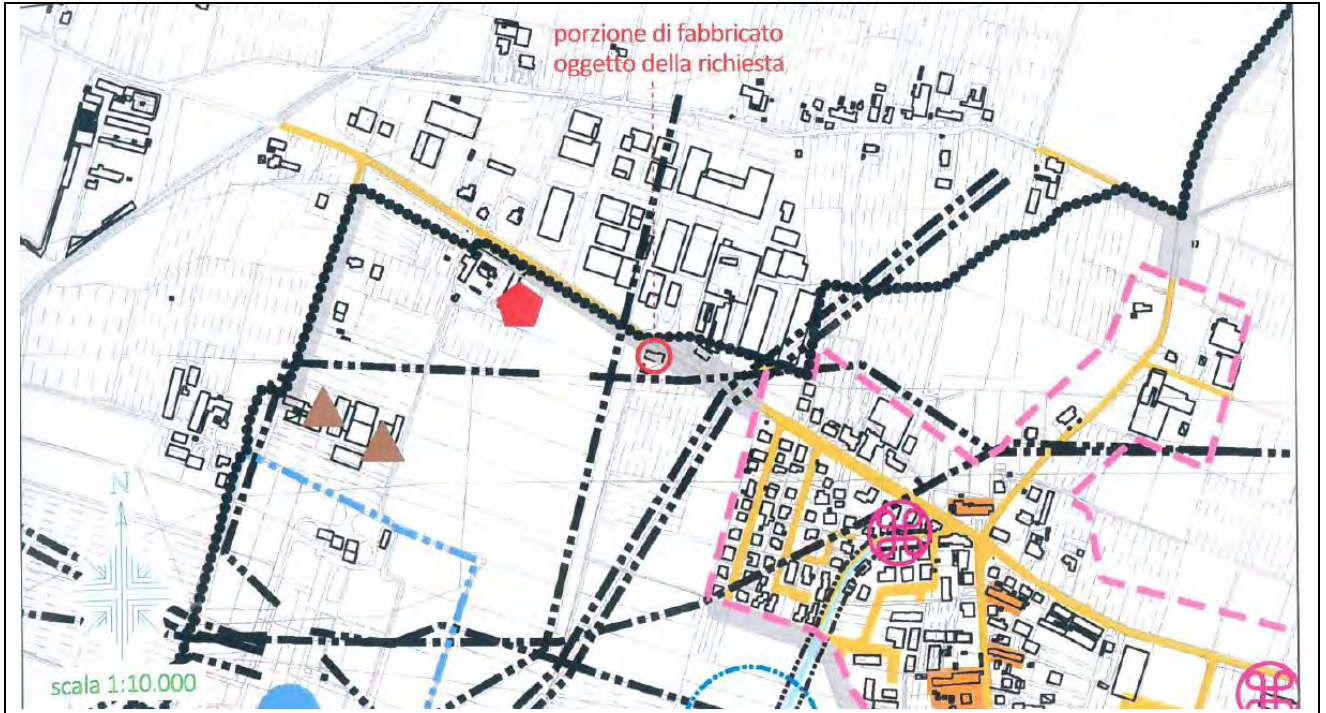 porzione di fabbricato
oggetto della richiesta
N
scala 1:10.000